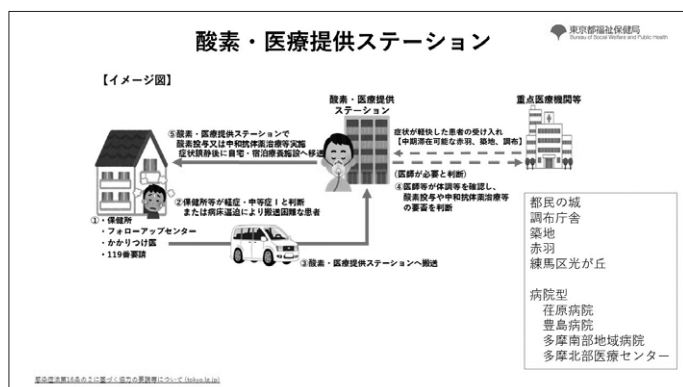 東京都福祉保健局
Bureau of Social Welfare and Public Health
酸素・医療提供ステーション
【イメージ図】
酸素・医療提供
ステーション
重点医療機関等
⑤酸素・医療提供ステーションで
酸素投与又は中和抗体薬治療等実施
症状鎮静後に自宅・宿泊療養施設へ移送
症状が軽快した患者の受け入れ
【中期滞在可能な赤羽、築地、調布】
(医師が必要と判断)
④医師等が体調等を確認し、
酸素投与や中和抗体薬治療等
の要否を判断
②保健所等が軽症・中等症Ⅰと判断
または病床逼迫により搬送困難な患者
①・保健所
・フォローアップセンター
・かかりつけ医
・119番要請
③酸素・医療提供ステーションへ搬送
都民の城
調布庁舎
築地
赤羽
練馬区光が丘
病院型
荏原病院
豊島病院
多摩南部地域病院
多摩北部医療センター
感染症法第16条の2に基づく協力の要請等について (tokyo.lg.jp)